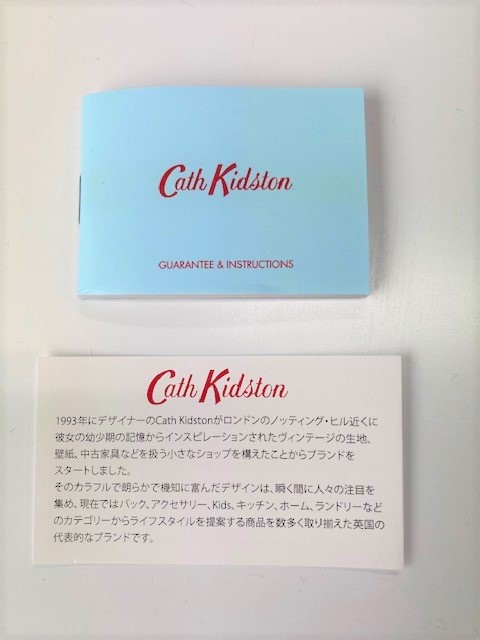 Cath Kidston
GUARANTEE & INSTRUCTIONS
Cath Kidston
1993年にデザイナーのCath Kidstonがロンドンのノッティング・ヒル近くに
彼女の幼少期の記憶からインスピレーションされたヴィンテージの生地、
壁紙、中古家具などを扱う小さなショップを構えたことからブランドを
スタートしました。
そのカラフルで朗らかで機知に富んだデザインは、瞬く間に人々の注目を
集め、現在ではバック、アクセサリー、Kids、キッチン、ホーム、ランドリーなど
のカテゴリーからライフスタイルを提案する商品を数多く取り揃えた英国の
代表的なブランドです。